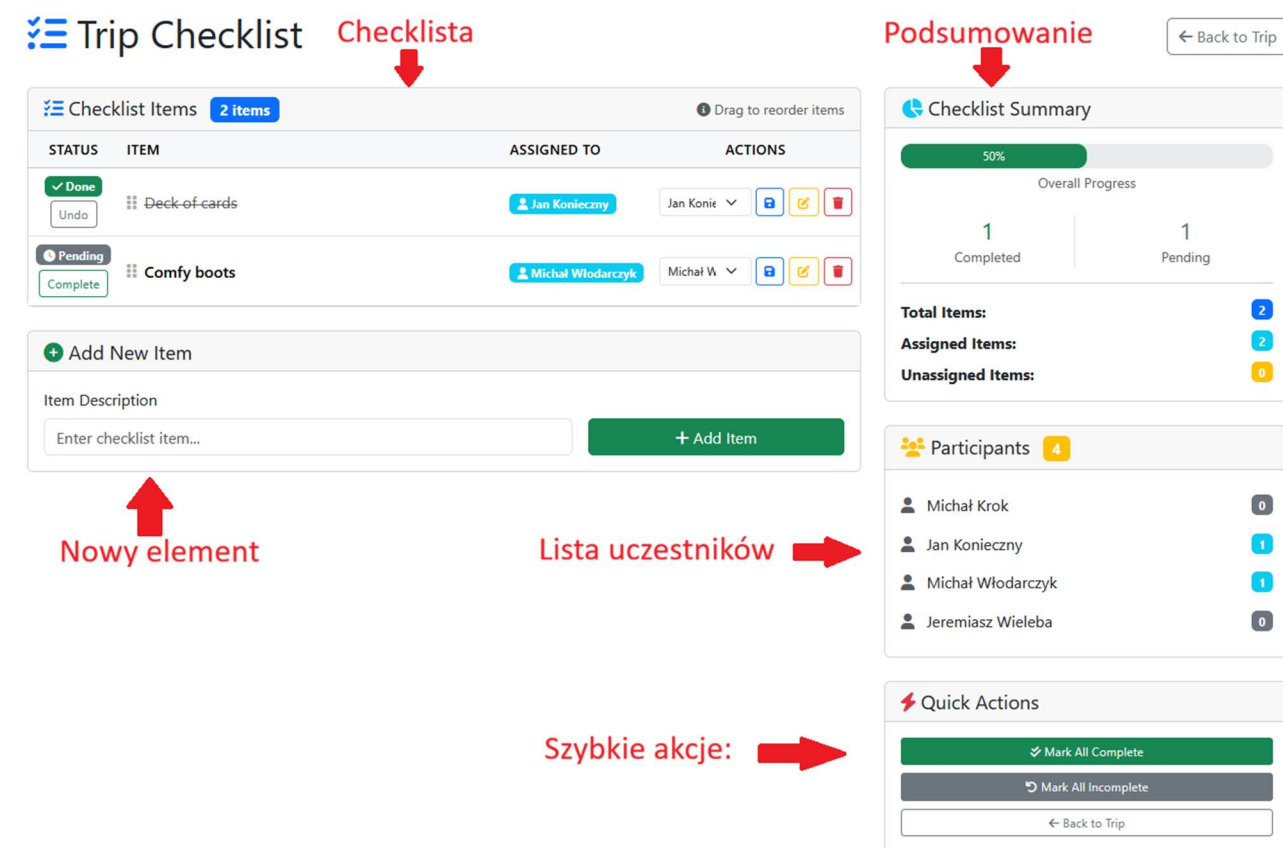 Trip Checklist
Checklista
Podsumowanie
← Back to Trip
Checklist Items 2 items
Drag to reorder items
STATUS ITEM ASSIGNED TO ACTIONS
Done
Undo
Deck of cards
Jan Konieczny
Jan Konie
Pending
Complete
Comfy boots
Michał Włodarczyk
Michał W
Add New Item
Item Description
Enter checklist item...
+ Add Item
Nowy element
Checklist Summary
50%
Overall Progress
1
Completed
1
Pending
Total Items: 2
Assigned Items: 2
Unassigned Items: 0
Lista uczestników
Participants 4
Michał Krok 0
Jan Konieczny 1
Michał Włodarczyk 1
Jeremiasz Wieleba 0
Szybkie akcje:
Quick Actions
Mark All Complete
Mark All Incomplete
← Back to Trip